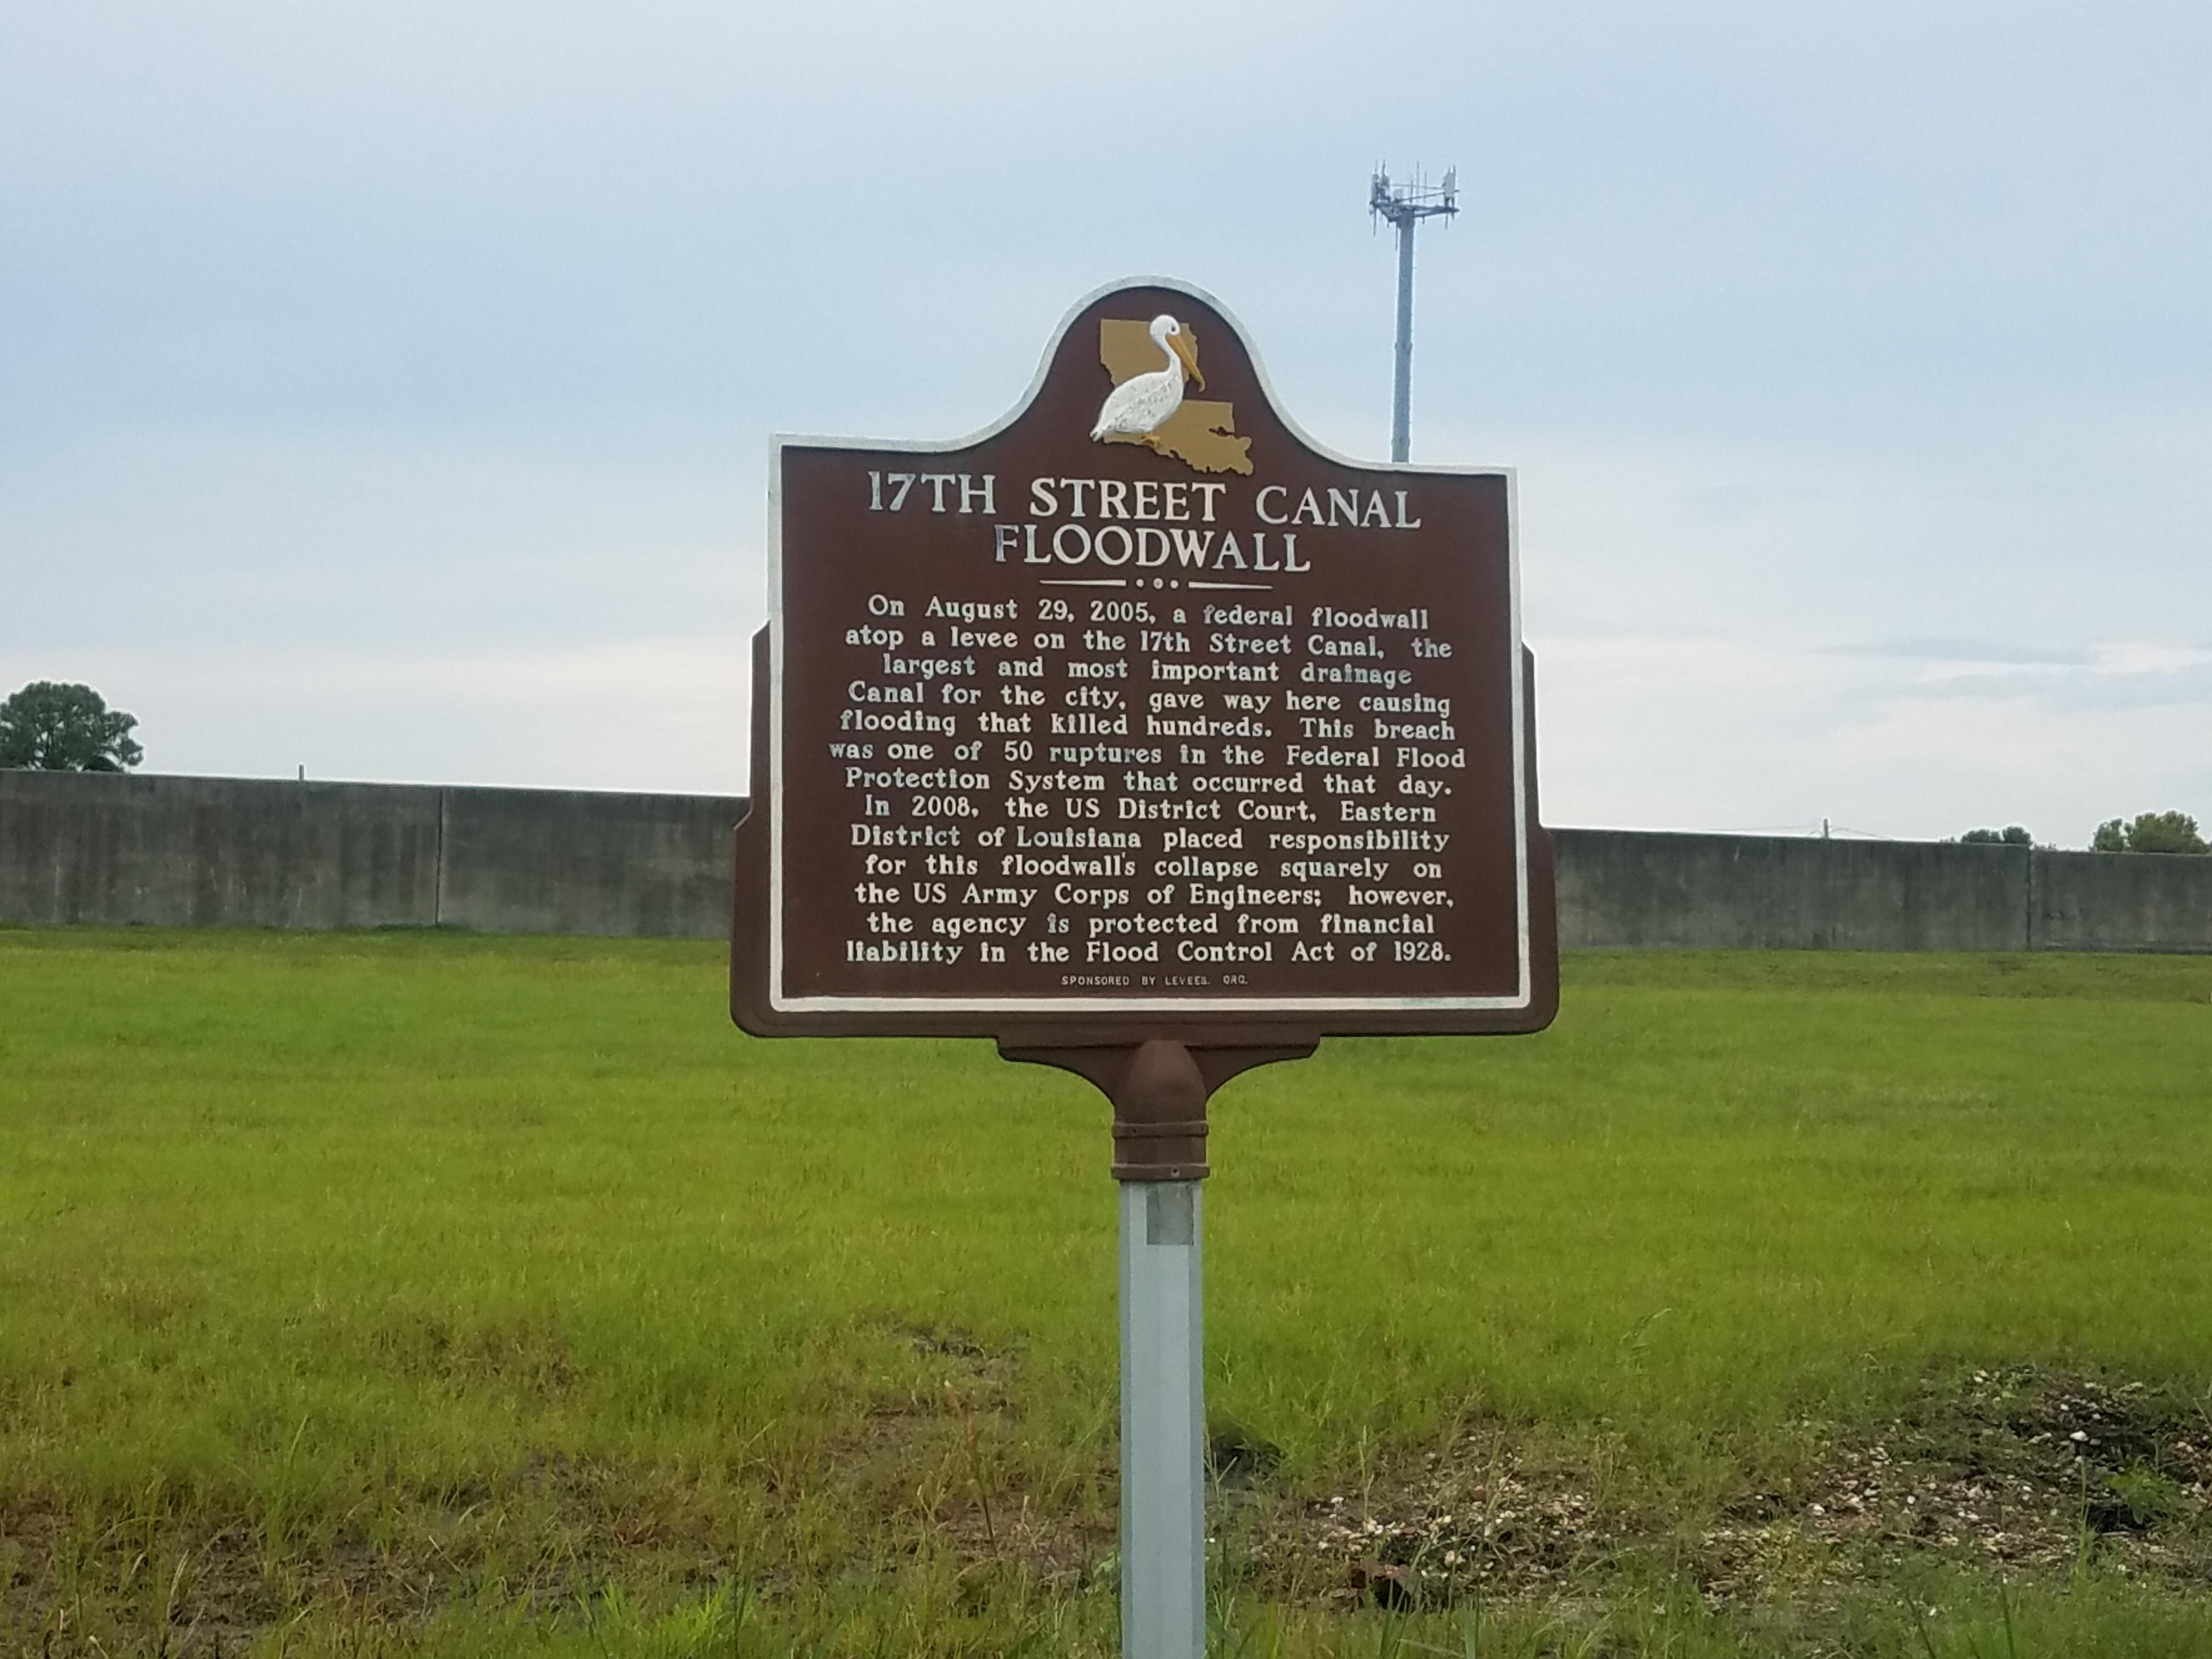 17TH STREET CANAL
FLOODWALL
On August 29, 2005, a federal floodwall
atop a levee on the 17th Street Canal, the
largest and most important drainage
Canal for the city, gave way here causing
flooding that killed hundreds. This breach
was one of 50 ruptures in the Federal Flood
Protection System that occurred that day.
In 2008, the US District Court, Eastern
District of Louisiana placed responsibility
for this floodwall's collapse squarely on
the US Army Corps of Engineers; however,
the agency is protected from financial
liability in the Flood Control Act of 1928.
SPONSORED BY LEVEES. ORG.